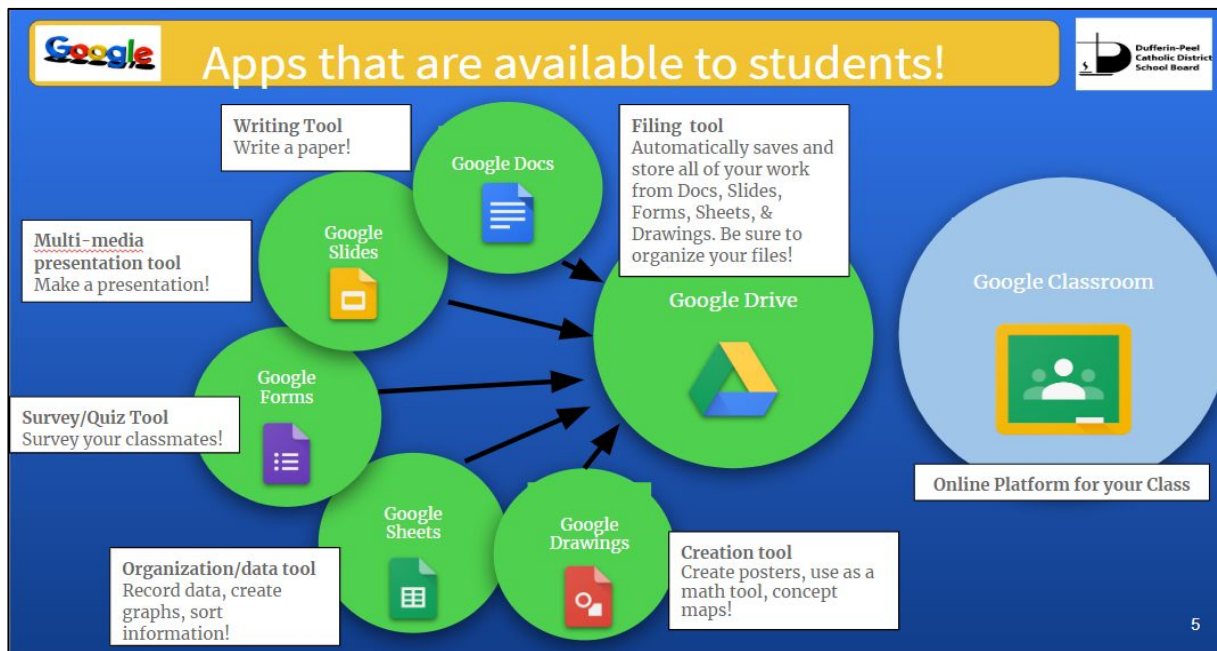 Google
Apps that are available to students!
Dufferin-Peel
Catholic District
School Board
Writing Tool
Write a paper!
Google Docs
Filing tool
Automatically saves and
store all of your work
from Docs, Slides,
Forms, Sheets, &
Drawings. Be sure to
organize your files!
Multi-media
presentation tool
Make a presentation!
Google
Slides
Google Drive
Google Classroom
Survey/Quiz Tool
Survey your classmates!
Google
Forms
Online Platform for your Class
Organization/data tool
Record data, create
graphs, sort
information!
Google
Sheets
Google
Drawings
Creation tool
Create posters, use as a
math tool, concept
maps!
5